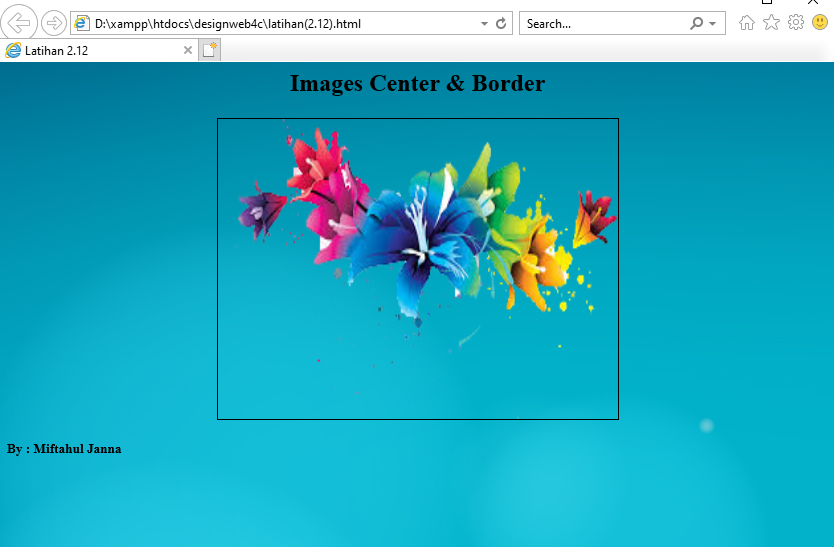 D:\xampp\htdocs\designweb4c\latihan(2.12).html
Search...
Latihan 2.12
Images Center & Border
By : Miftahul Janna